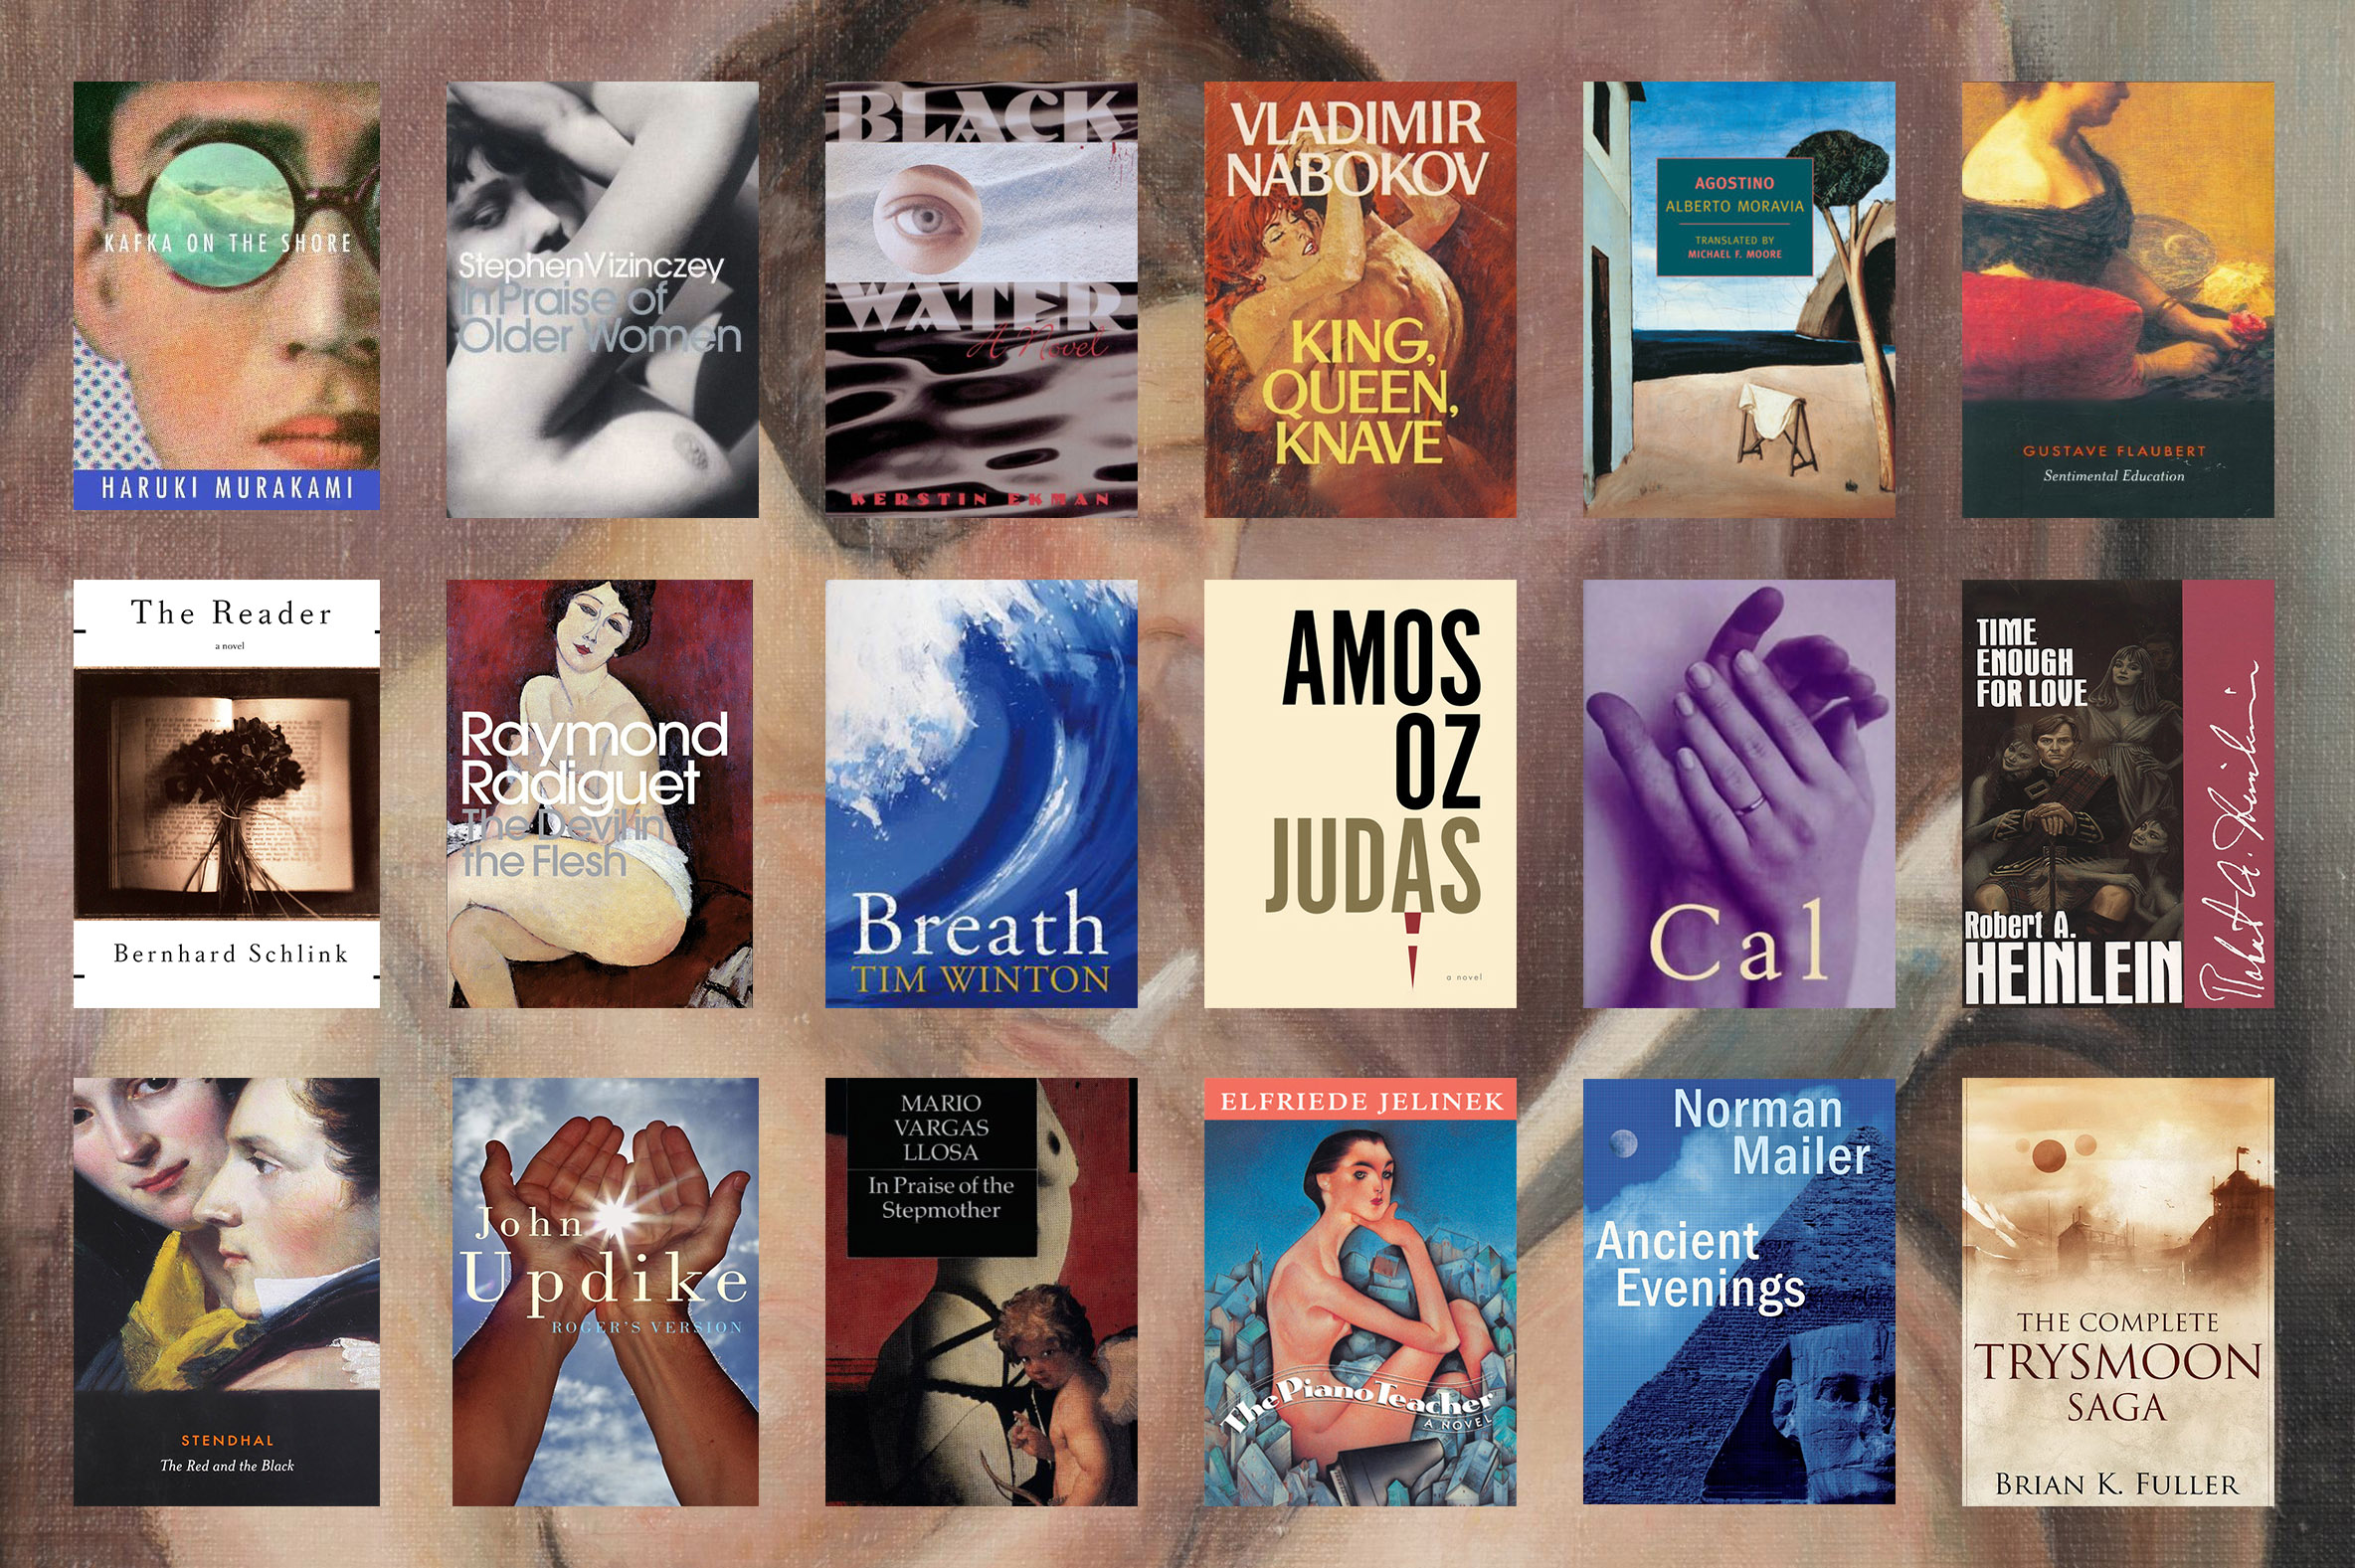 KAFKA ON THE SHORE
HARUKI MURAKAMI
StephenVizinczey
In Praise of
Older Women
BLACK
WATER
A Novel
KERSTIN EKMAN
VLADIMIR
NABOKOV
KING,
QUEEN,
KNAVE
AGOSTINO
ALBERTO MORAVIA
TRANSLATED BY
MICHAEL F. MOORE
GUSTAVE FLAUBERT
Sentimental Education
The Reader
a novel
Bernhard Schlink
Raymond
Radiguet
The Devil in
the Flesh
Breath
TIM WINTON
AMOS
OZ
JUDAS
a novel
Cal
TIME
ENOUGH
FOR LOVE
Robert A.
HEINLEIN
Robert A. Heinlein
STENDHAL
The Red and the Black
John
Updike
ROGER'S VERSION
MARIO
VARGAS
LLOSA
In Praise of the
Stepmother
ELFRIEDE JELINEK
The Piano Teacher
A NOVEL
Norman
Mailer
Ancient
Evenings
THE COMPLETE
TRYSMOON
SAGA
BRIAN K. FULLER